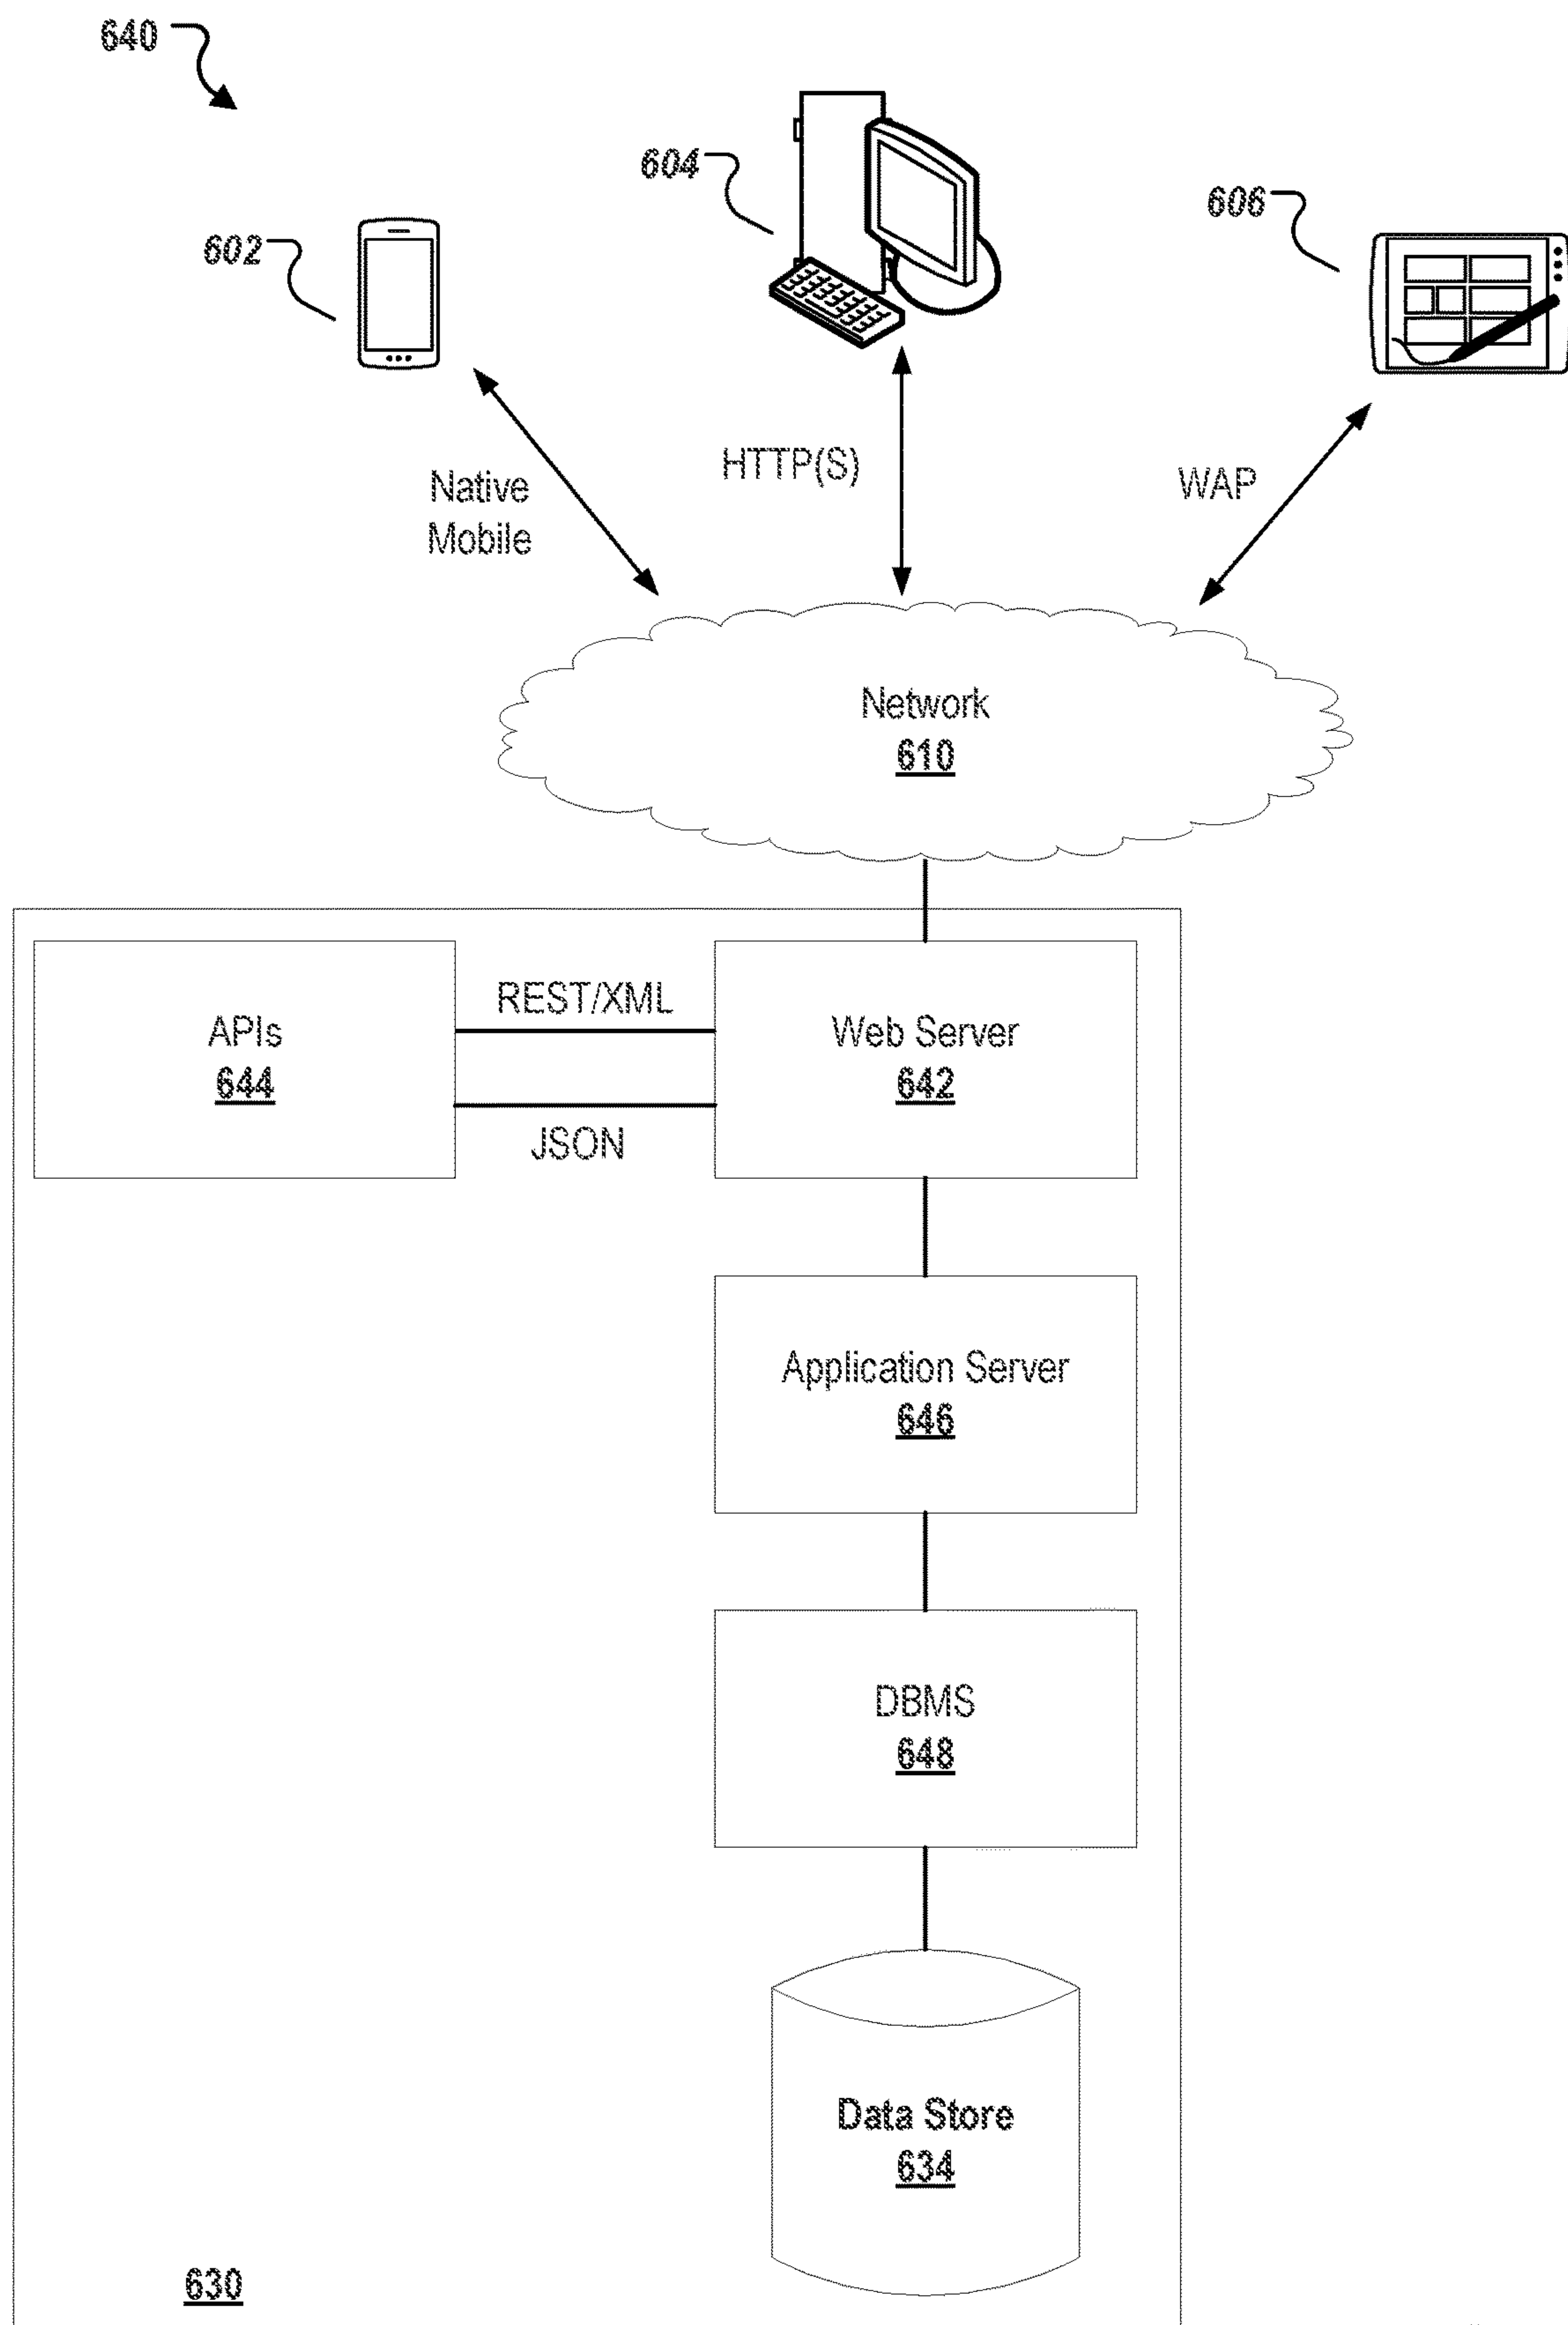 640
604
606
602
HTTP(S)
WAP
Native
Mobile
Network
610
REST/XML
APIs
644
Web Server
642
JSON
Application Server
646
DBMS
648
Data Store
634
630